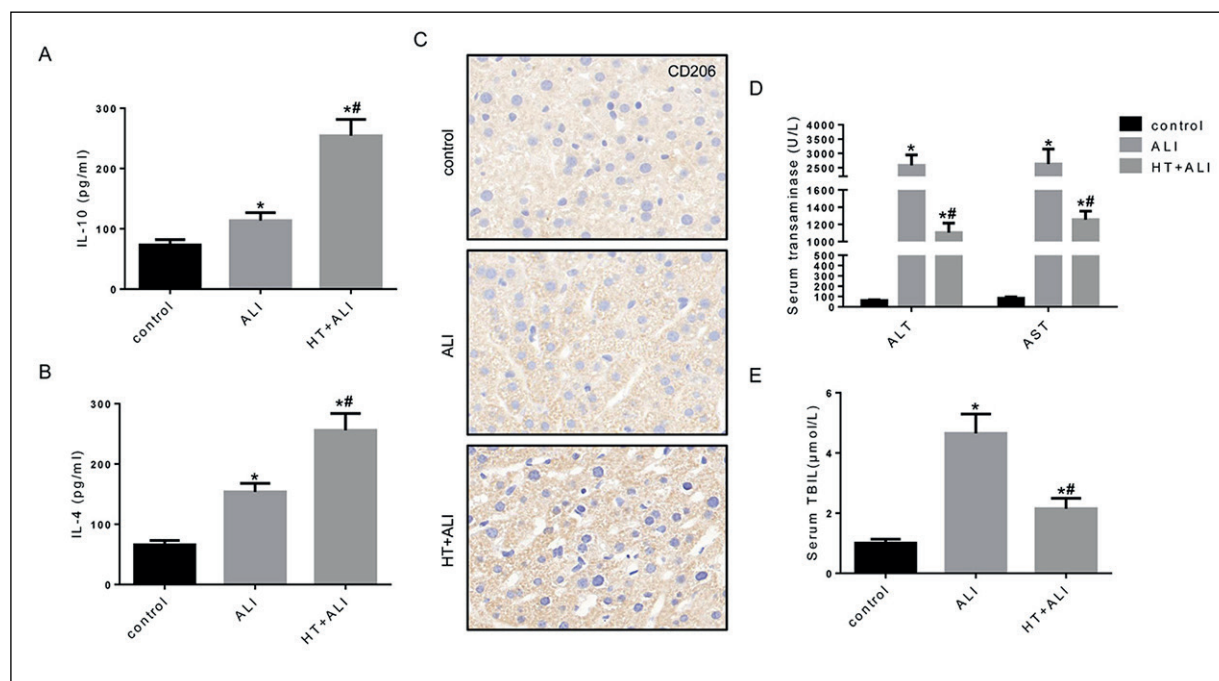 A
IL-10 (pg/ml)
300
200
100
0
*
*#
control
ALI
HT+ALI
B
IL-4 (pg/ml)
300
200
100
0
*
*#
control
ALI
HT+ALI
C
CD206
control
ALI
HT+ALI
D
Serum transaminase (U/L)
4000
3500
3000
2500
2000
1600
1400
1200
1000
500
400
300
200
100
0
*
*#
*
*#
ALT
AST
control
ALI
HT+ALI
E
Serum TBIL(μmol/L)
6
4
2
0
*
*#
control
ALI
HT+ALI